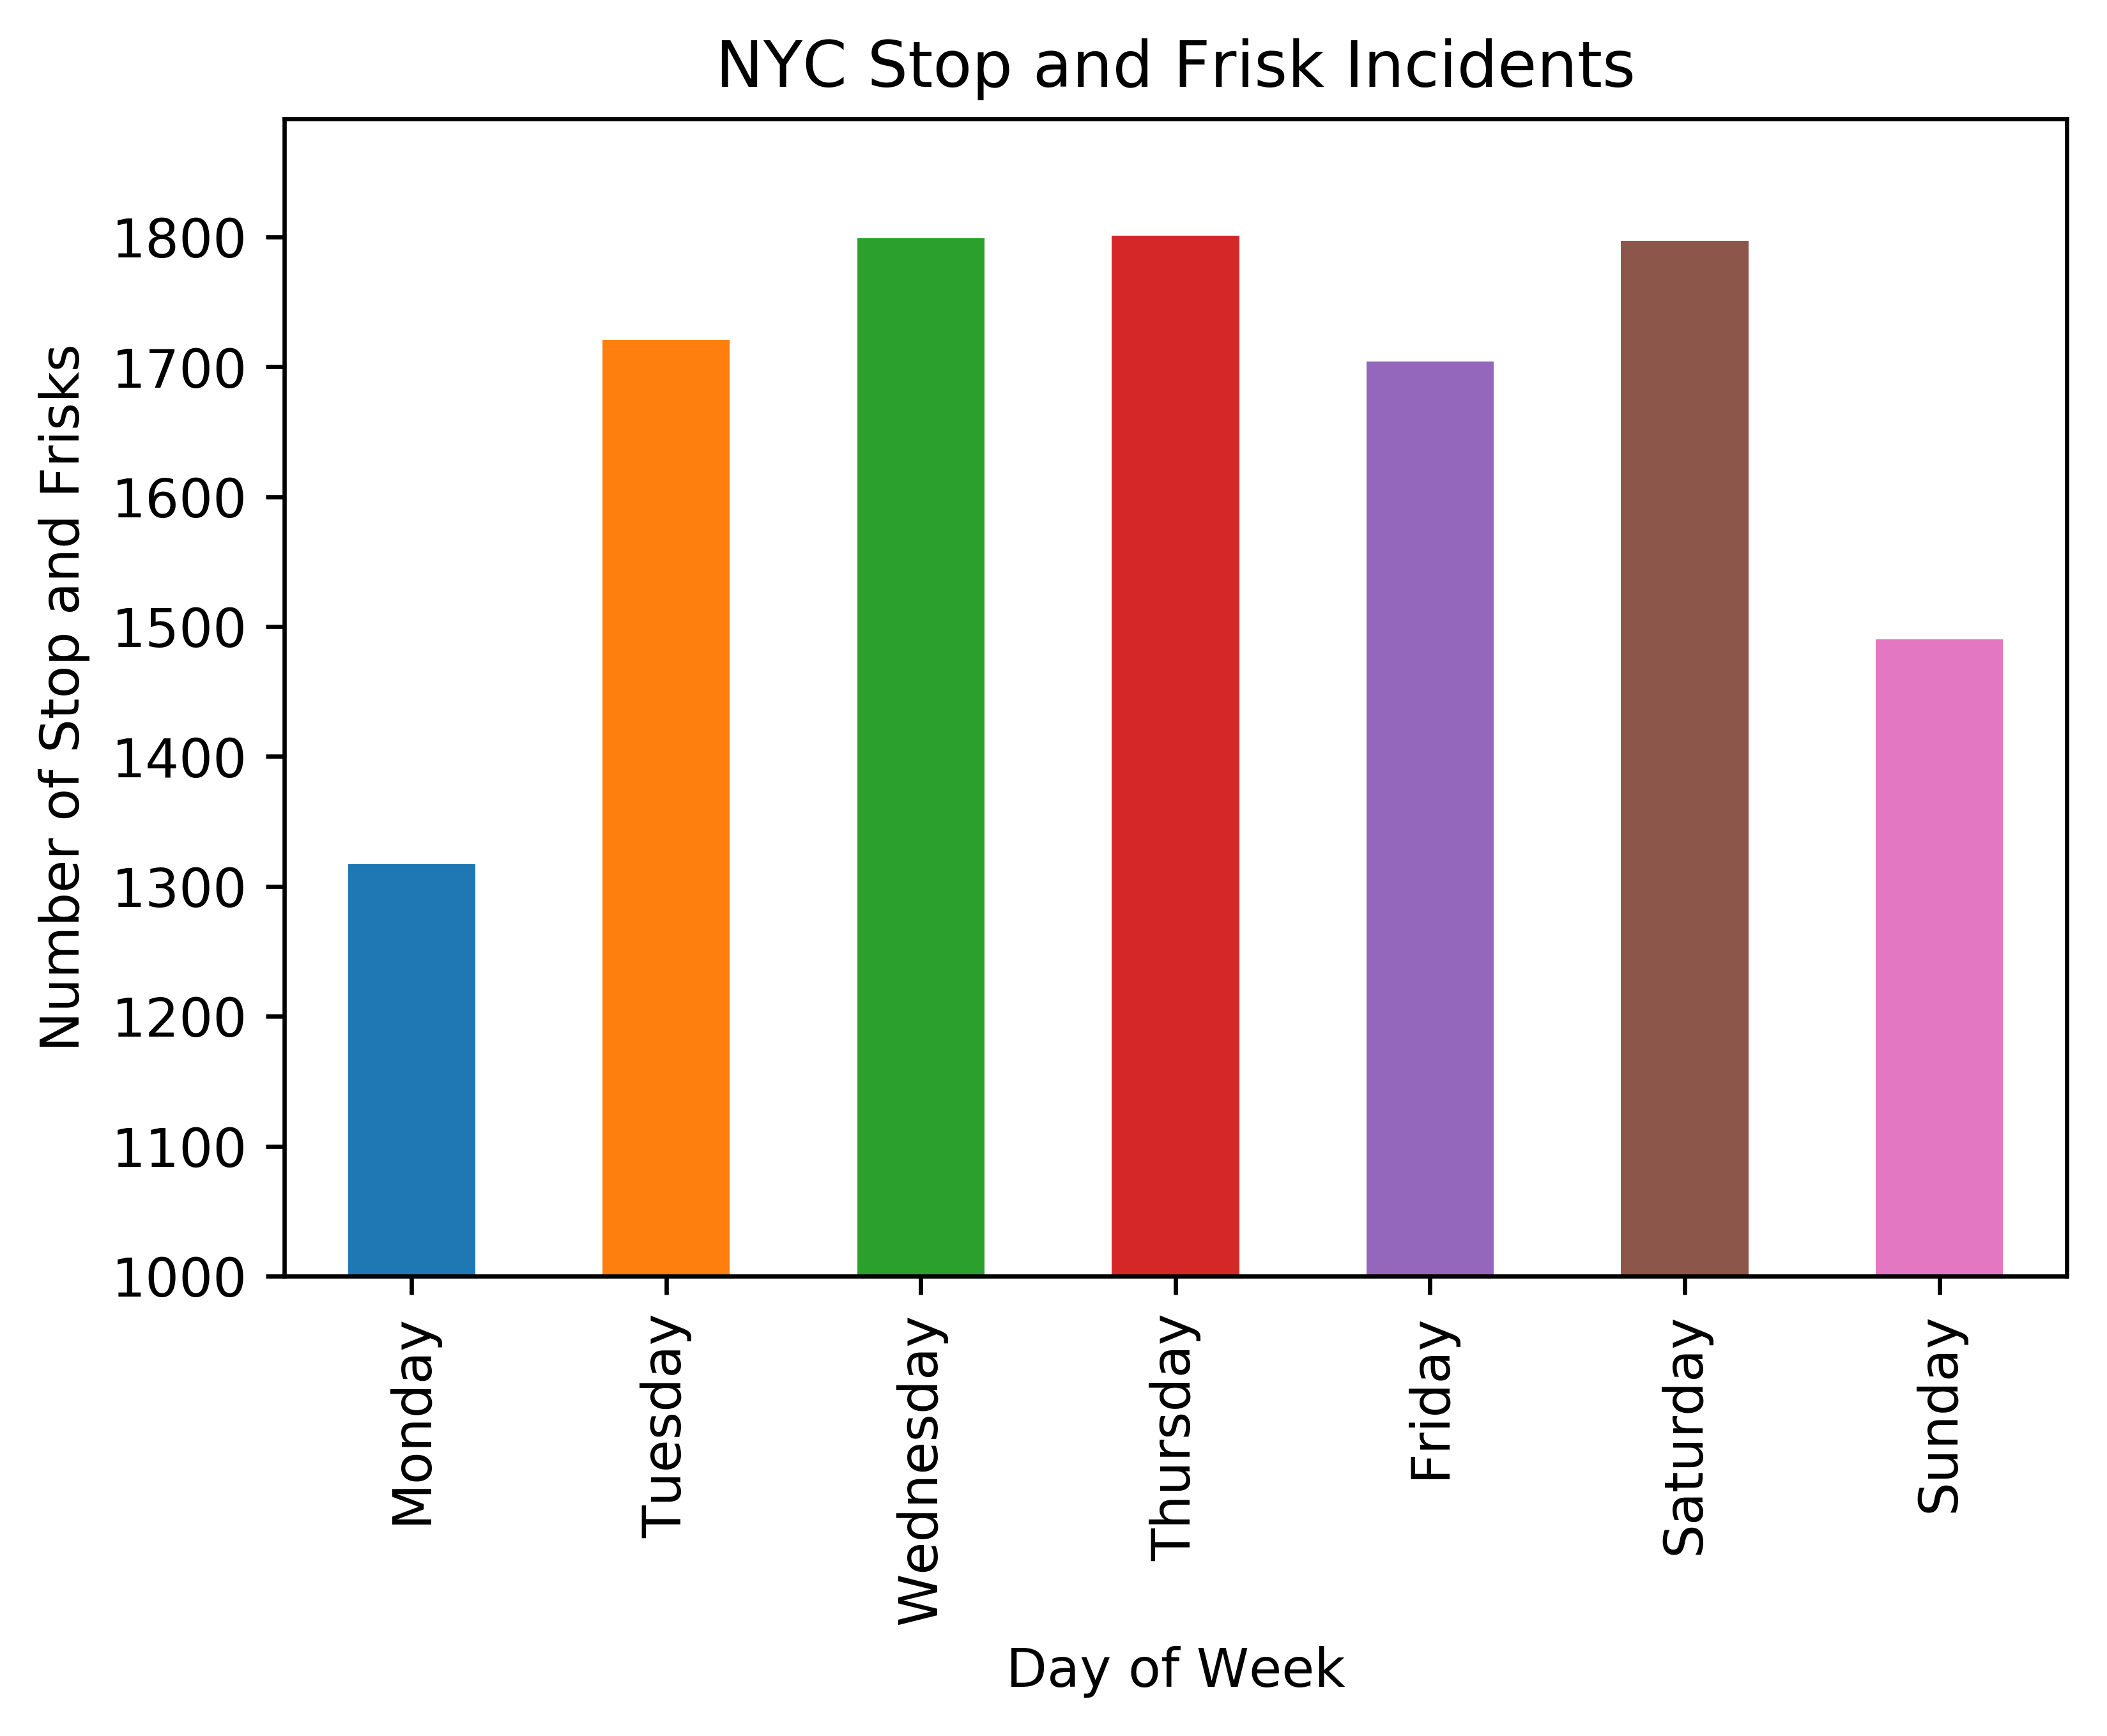 NYC Stop and Frisk Incidents
Number of Stop and Frisks
1800
1700
1600
1500
1400
1300
1200
1100
1000
Monday
Tuesday
Wednesday
Thursday
Friday
Saturday
Sunday
Day of Week